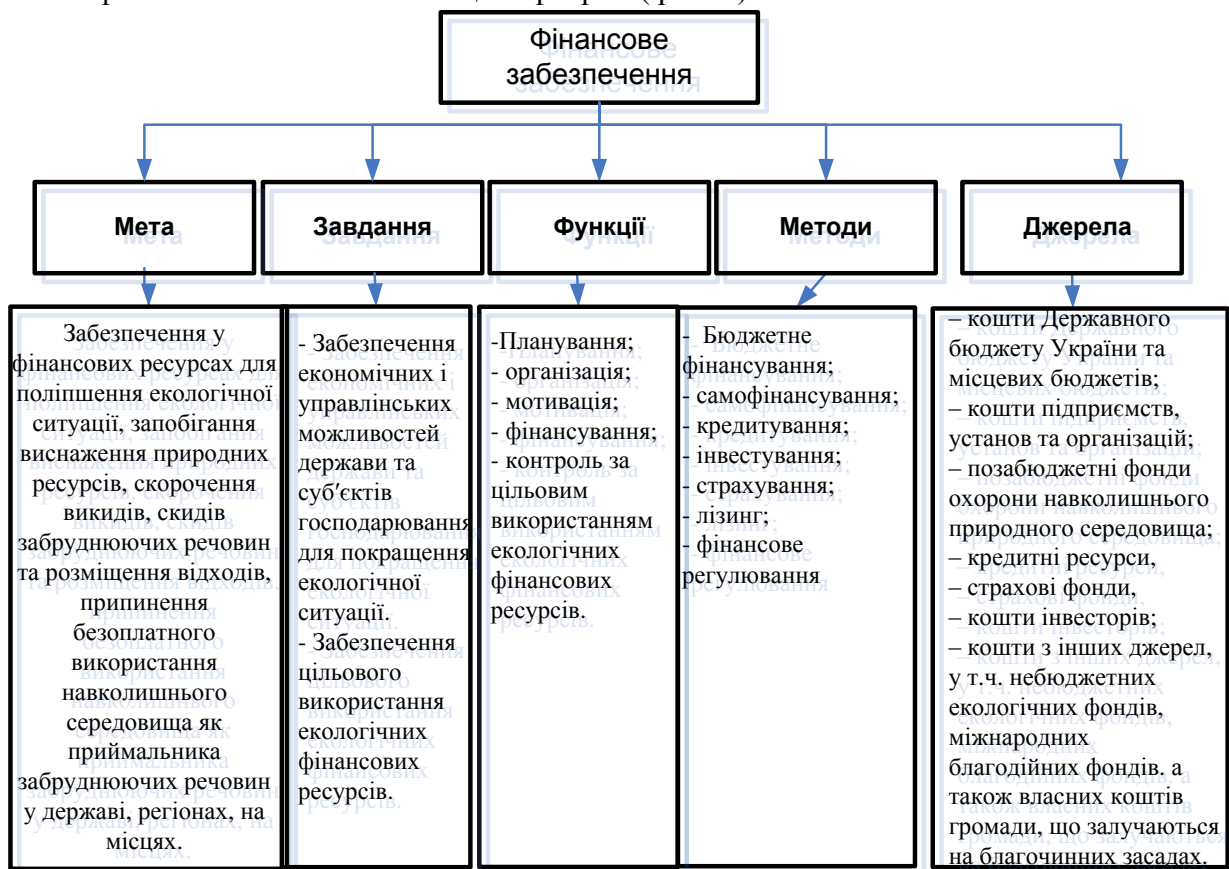 Фінансове
забезпечення
Мета
Завдання
Функції
Методи
Джерела
Забезпечення у
фінансових ресурсах для
поліпшення екологічної
ситуації, запобігання
виснаження природних
ресурсів, скорочення
викидів, скидів
забруднюючих речовин
та розміщення відходів,
припинення
безоплатного
використання
навколишнього
середовища як
приймальника
забруднюючих речовин
у державі, регіонах, на
місцях.
- Забезпечення
економічних і
управлінських
можливостей
держави та
суб′єктів
господарювання
для покращення
екологічної
ситуації.
- Забезпечення
цільового
використання
екологічних
фінансових
ресурсів.
-Планування;
- організація;
- мотивація;
- фінансування;
- контроль за
цільовим
використанням
екологічних
фінансових
ресурсів.
- Бюджетне
фінансування;
- самофінансування;
- кредитування;
- інвестування;
- страхування;
- лізинг;
- фінансове
регулювання
– кошти Державного
бюджету України та
місцевих бюджетів;
– кошти підприємств,
установ та організацій;
– позабюджетні фонди
охорони навколишнього
природного середовища;
– кредитні ресурси,
– страхові фонди,
– кошти інвесторів;
– кошти з інших джерел,
у т.ч. небюджетних
екологічних фондів,
міжнародних
благодійних фондів. а
також власних коштів
громади, що залучаються
на благочинних засадах.